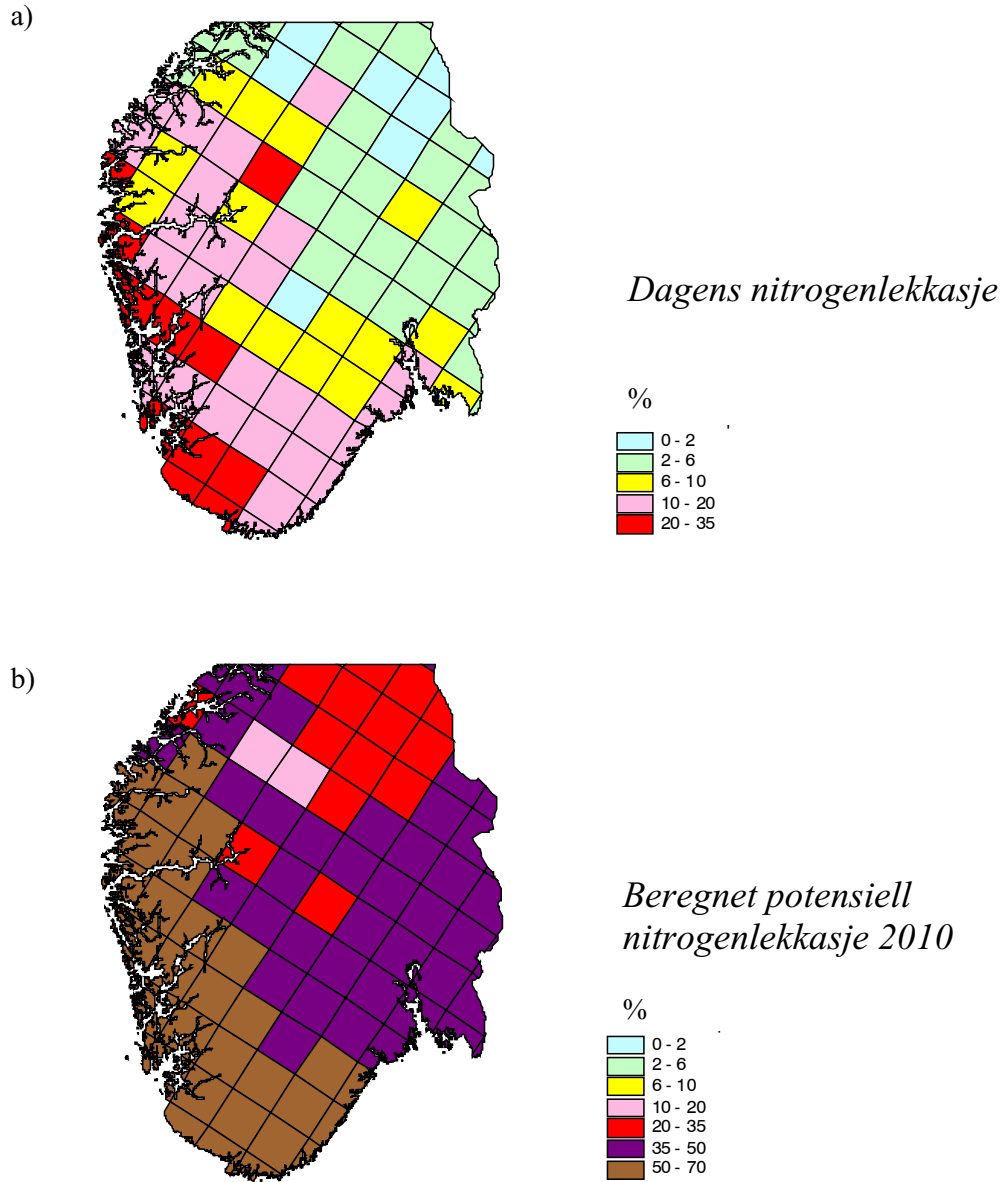 a)
Dagens nitrogenlekkasje
%
0 - 2
2 - 6
6 - 10
10 - 20
20 - 35
b)
Beregnet potensiell
nitrogenlekkasje 2010
%
0 - 2
2 - 6
6 - 10
10 - 20
20 - 35
35 - 50
50 - 70